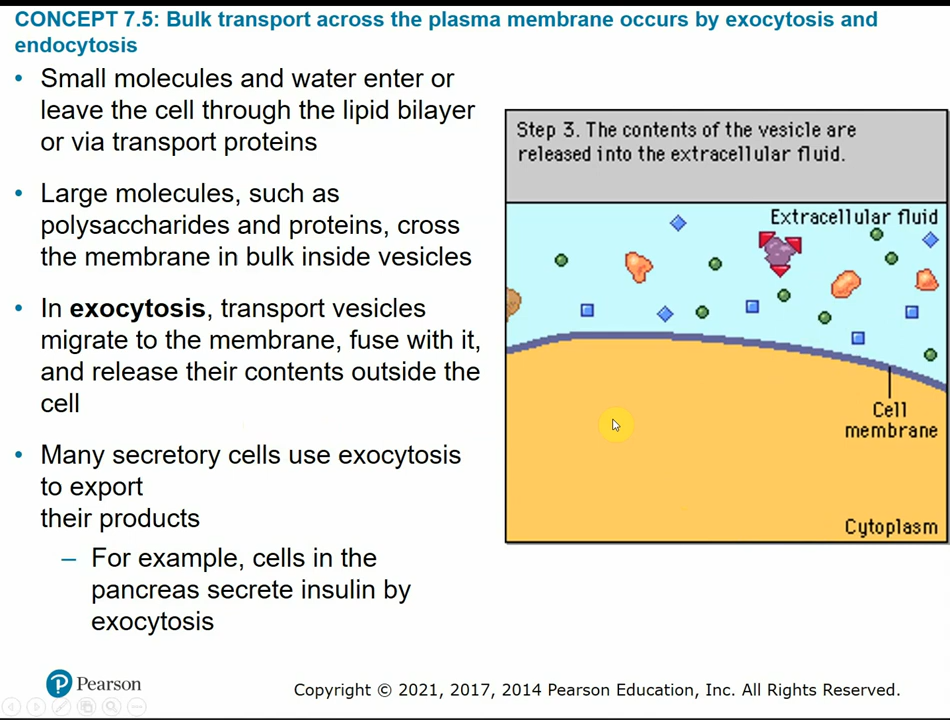 CONCEPT 7.5: Bulk transport across the plasma membrane occurs by exocytosis and
endocytosis
• Small molecules and water enter or
leave the cell through the lipid bilayer
or via transport proteins
• Large molecules, such as
polysaccharides and proteins, cross
the membrane in bulk inside vesicles
• In exocytosis, transport vesicles
migrate to the membrane, fuse with it,
and release their contents outside the
cell
• Many secretory cells use exocytosis
to export
their products
– For example, cells in the
pancreas secrete insulin by
exocytosis
Step 3. The contents of the vesicle are
released into the extracellular fluid.
Extracellular fluid
Cell
membrane
Cytoplasm
Pearson
Copyright © 2021, 2017, 2014 Pearson Education, Inc. All Rights Reserved.